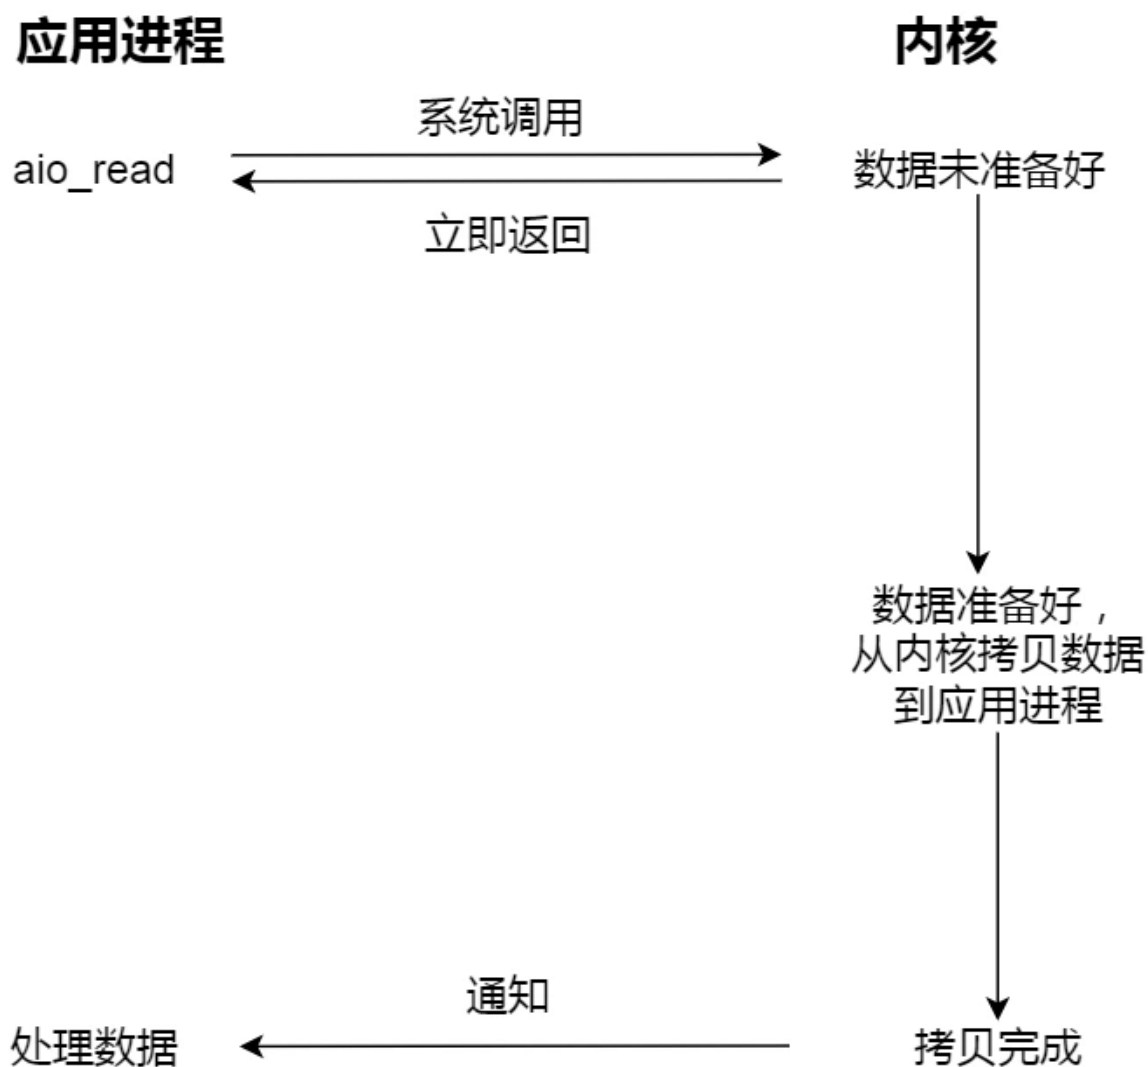 应用进程
内核
系统调用
aio_read
数据未准备好
立即返回
数据准备好，
从内核拷贝数据
到应用进程
通知
处理数据
拷贝完成